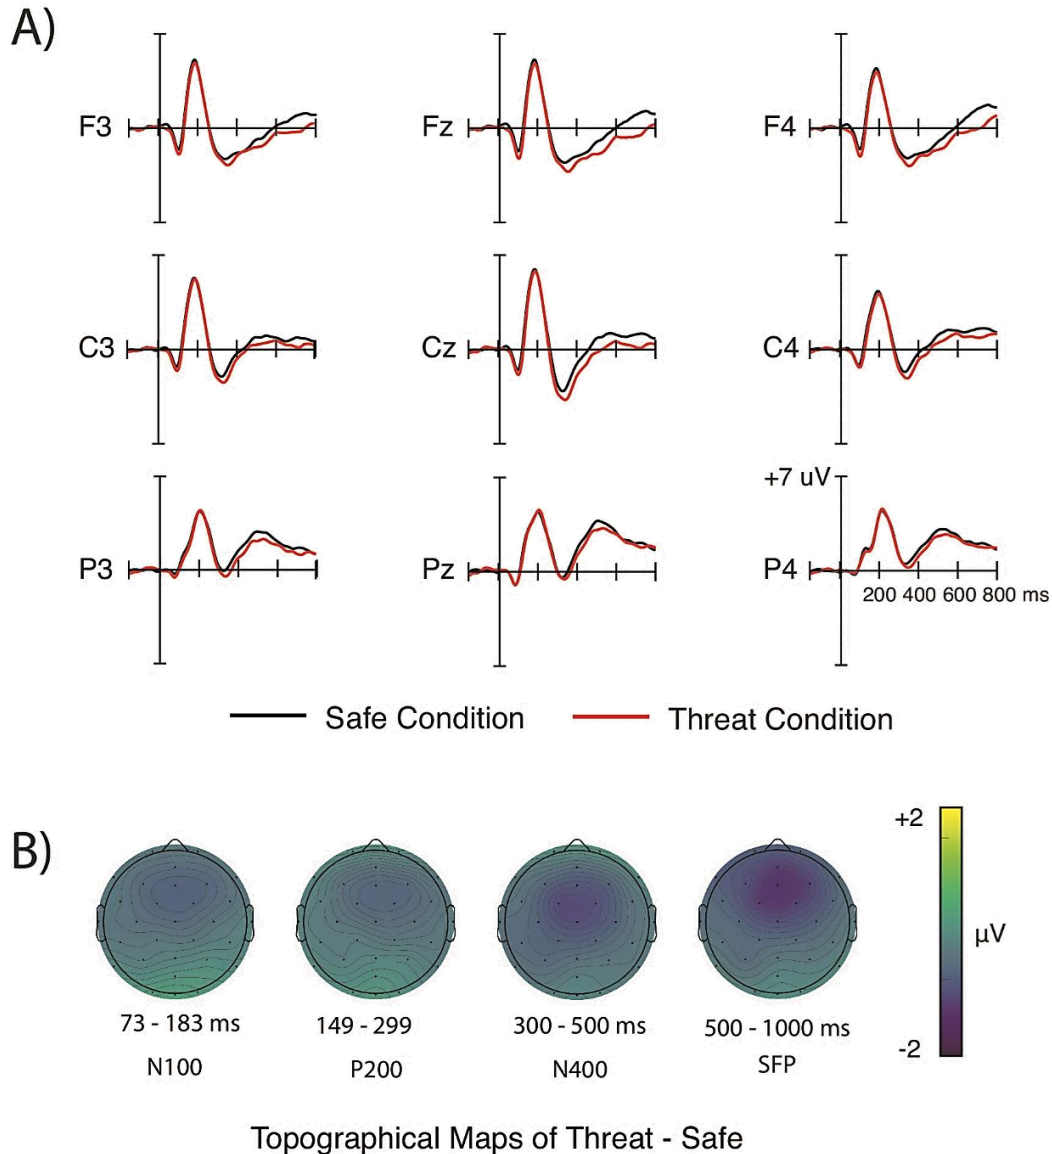 A)
F3 Fz F4
C3 Cz C4
+7 uV
P3 Pz P4
200 400 600 800 ms
Safe Condition Threat Condition
B)
+2
µV
-2
73 - 183 ms 149 - 299 300 - 500 ms 500 - 1000 ms
N100 P200 N400 SFP
Topographical Maps of Threat - Safe